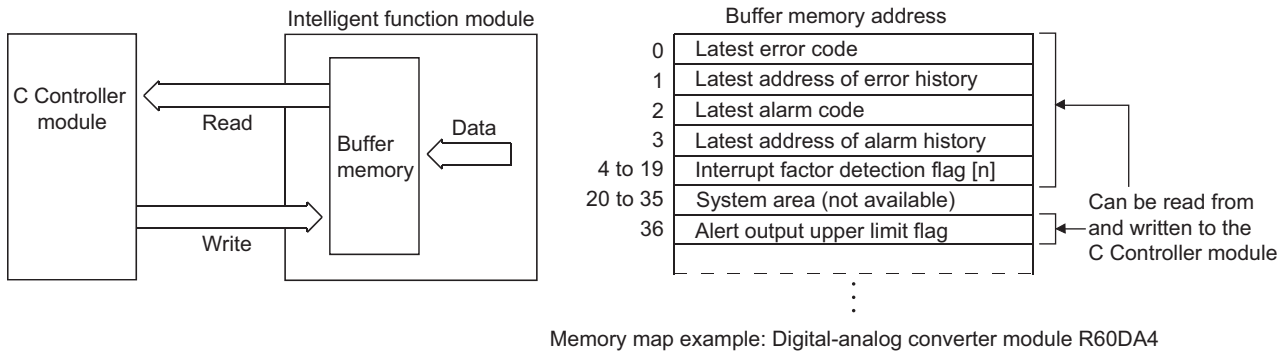 Intelligent function module
C Controller
module
Read
Write
Buffer
memory
Data
Buffer memory address
0 Latest error code
1 Latest address of error history
2 Latest alarm code
3 Latest address of alarm history
4 to 19 Interrupt factor detection flag [n]
20 to 35 System area (not available)
36 Alert output upper limit flag
Can be read from
and written to the
C Controller module
Memory map example: Digital-analog converter module R60DA4